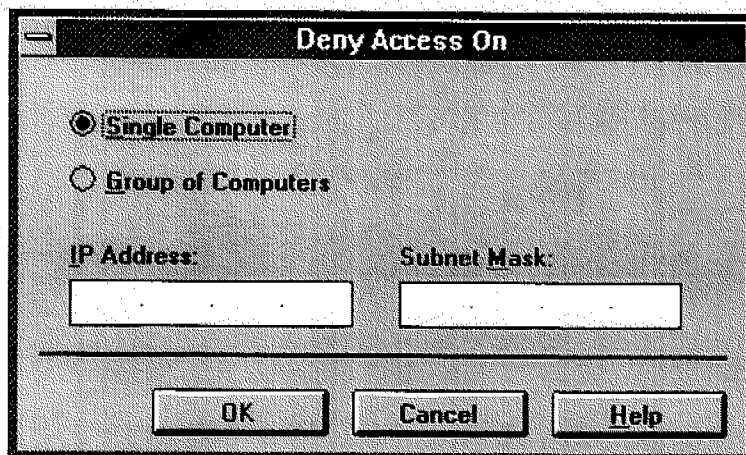 Deny Access On
Single Computer
Group of Computers
IP Address: Subnet Mask:
. . . . . .
OK Cancel Help